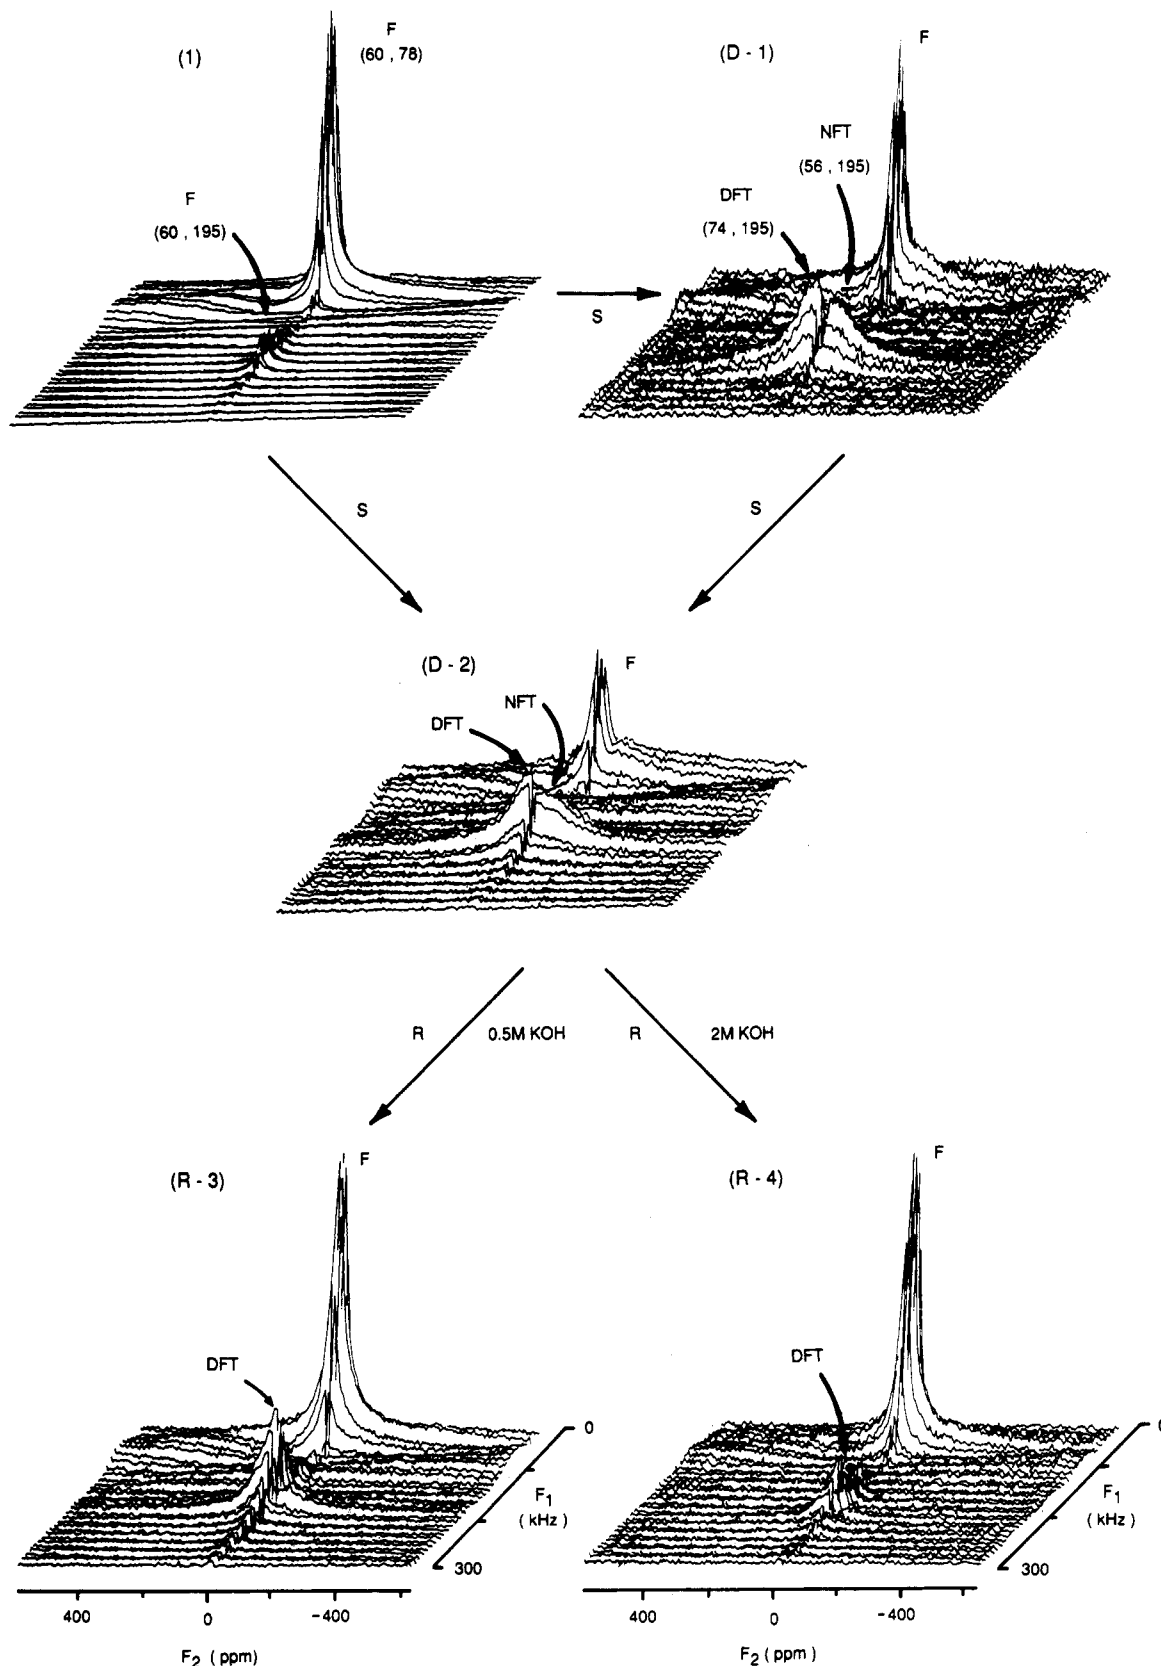 (1)
F
(60 , 78)
F
(60 , 195)
(D - 1)
F
NFT
(56 , 195)
DFT
(74 , 195)
S
S
S
(D - 2)
F
NFT
DFT
R
0.5M KOH
R
2M KOH
(R - 3)
F
DFT
0
F1
( kHz )
300
400
0
-400
F2 ( ppm)
(R - 4)
F
DFT
0
F1
( kHz )
300
400
0
-400
F2 ( ppm )